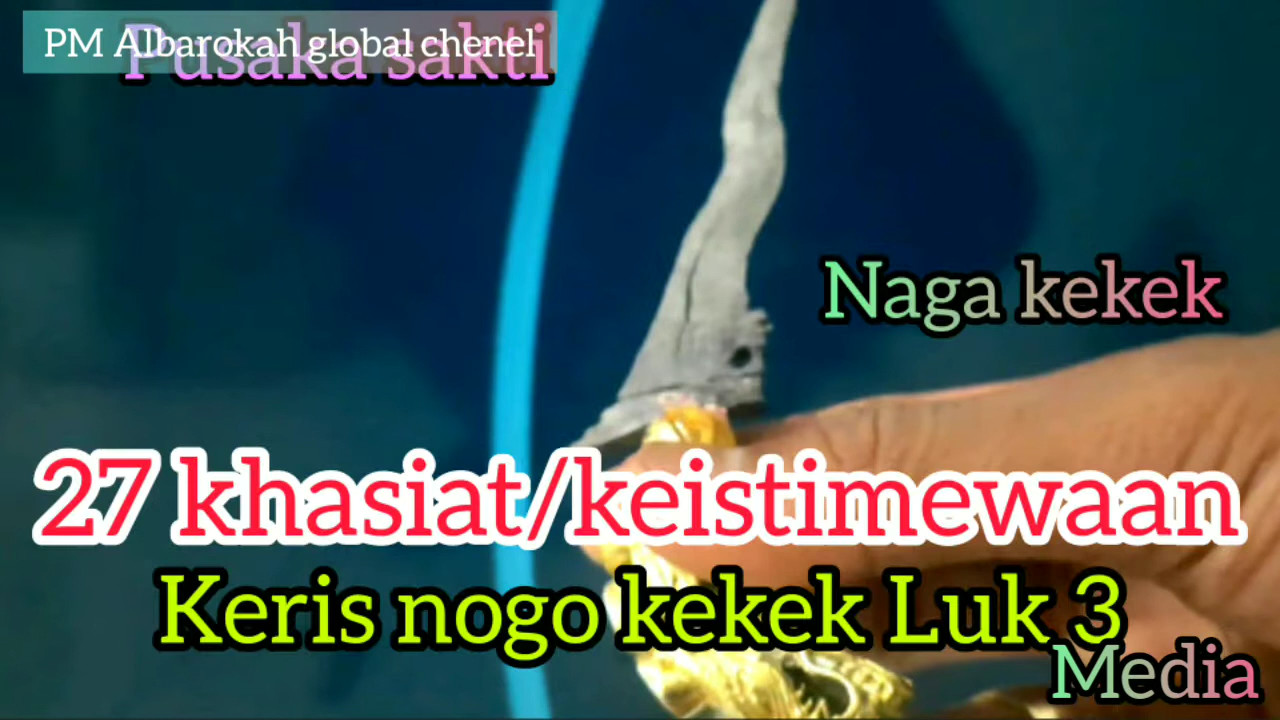 PM Albarokah global chenel
Pusaka sakti
Naga kekek
27 khasiat/keistimewaan
Keris nogo kekek Luk 3
Media